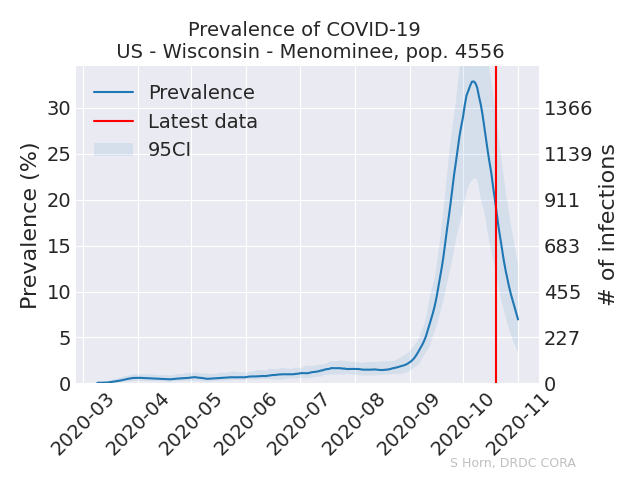 Prevalence of COVID-19
US - Wisconsin - Menominee, pop. 4556
Prevalence
Latest data
95CI
Prevalence (%)
30
25
20
15
10
5
0
1366
1139
911
683
455
227
0
# of infections
2020-03
2020-04
2020-05
2020-06
2020-07
2020-08
2020-09
2020-10
2020-11
S Horn, DRDC CORA